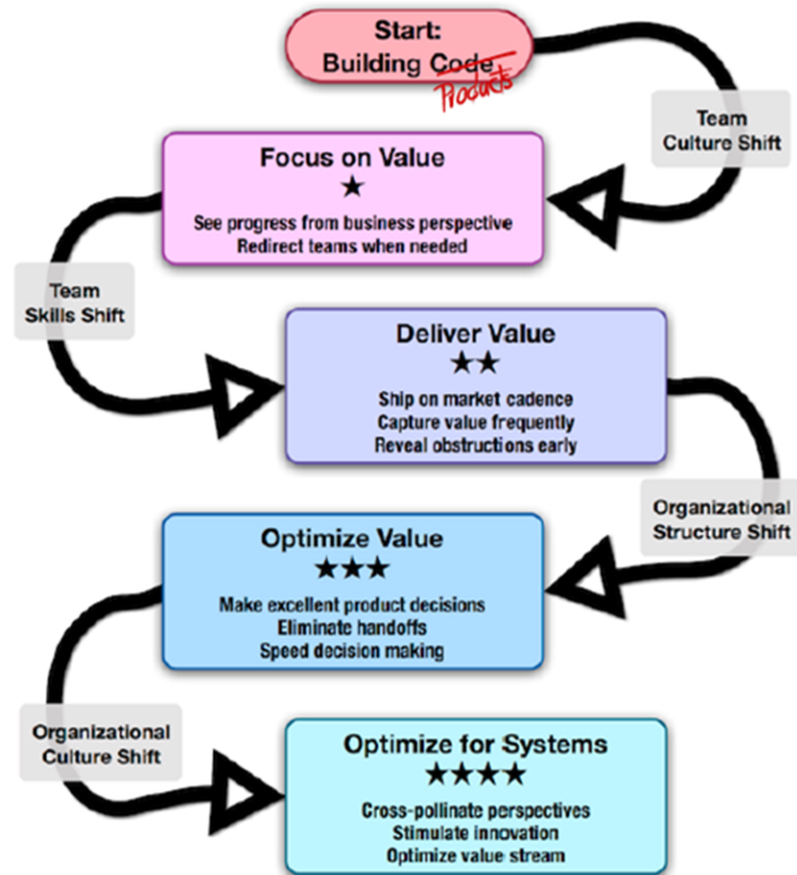 Start:
Building Code
Products
Team
Culture Shift
Focus on Value
★
See progress from business perspective
Redirect teams when needed
Team
Skills Shift
Deliver Value
★★
Ship on market cadence
Capture value frequently
Reveal obstructions early
Organizational
Structure Shift
Optimize Value
★★★
Make excellent product decisions
Eliminate handoffs
Speed decision making
Organizational
Culture Shift
Optimize for Systems
★★★★
Cross-pollinate perspectives
Stimulate innovation
Optimize value stream